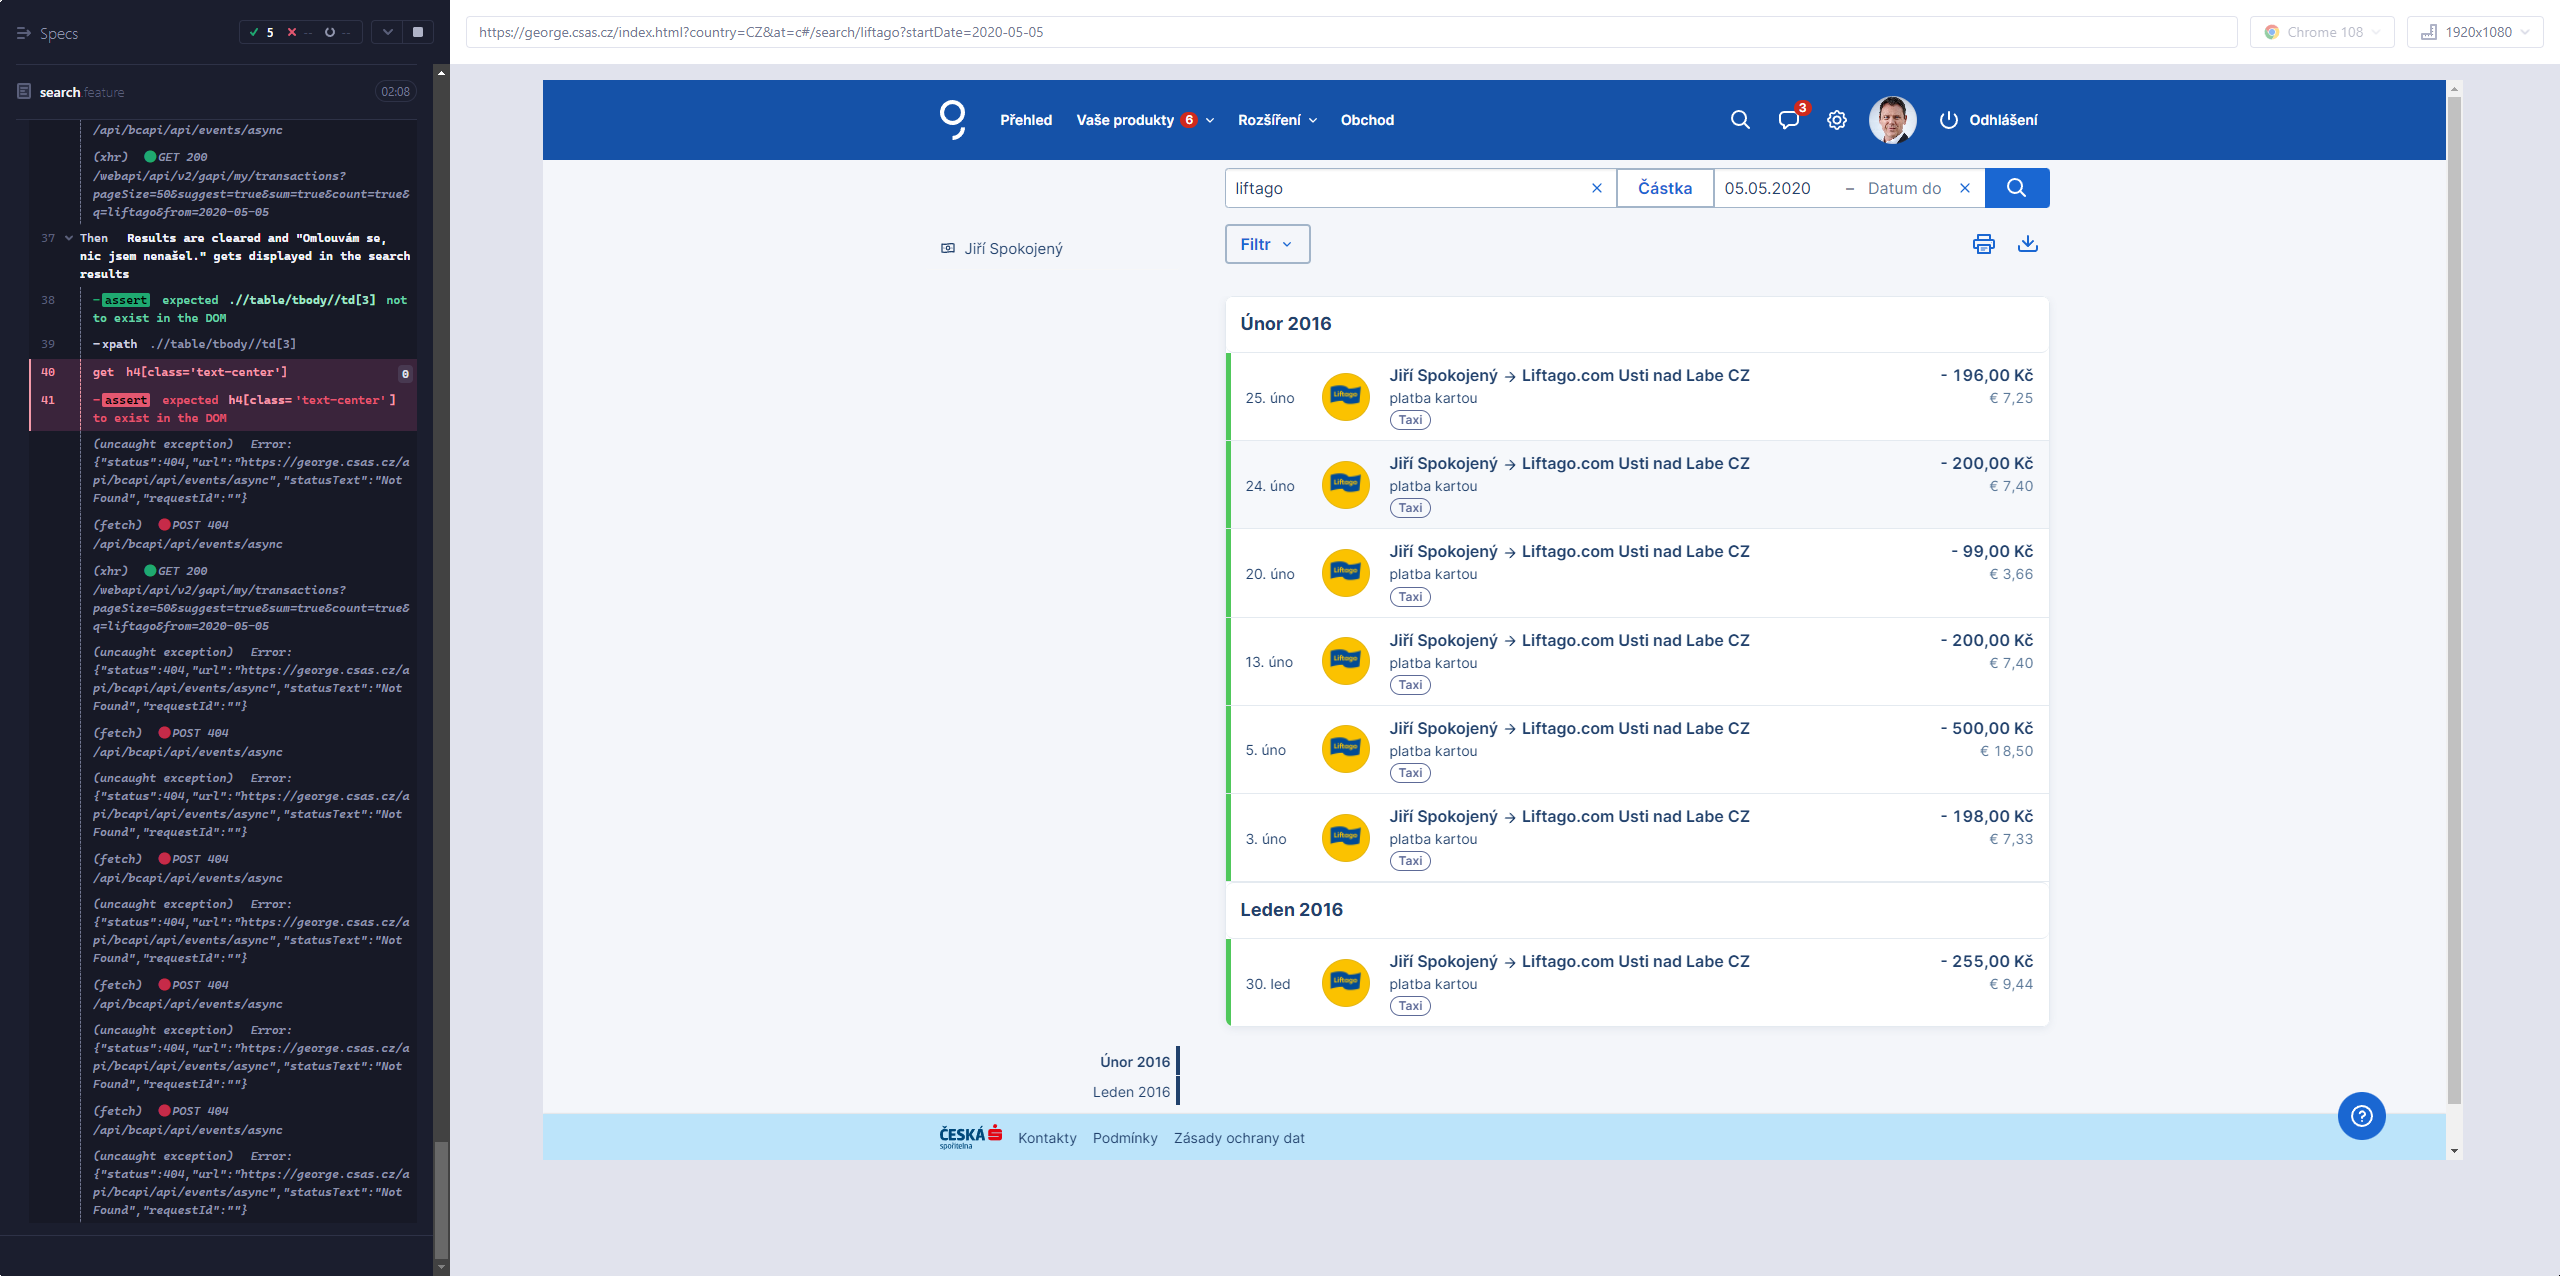 Specs
5 -- --
search.feature 02:08
/api/bcapi/api/events/async
(xhr) GET 200
/webapi/api/v2/gapi/my/transactions?
pageSize=50&suggest=true&sum=true&count=true&
q=liftago&from=2020-05-05
37 Then Results are cleared and "Omlouvám se,
nic jsem nenašel." gets displayed in the search
results
38 -assert expected .//table/tbody//td[3] not
to exist in the DOM
39 -xpath .//table/tbody//td[3]
40 get h4[class='text-center'] 0
41 -assert expected h4[class='text-center']
to exist in the DOM
(uncaught exception) Error:
{"status":404,"url":"https://george.csas.cz/a
pi/bcapi/api/events/async","statusText":"Not
Found","requestId":""}
(fetch) POST 404
/api/bcapi/api/events/async
(xhr) GET 200
/webapi/api/v2/gapi/my/transactions?
pageSize=50&suggest=true&sum=true&count=true&
q=liftago&from=2020-05-05
(uncaught exception) Error:
{"status":404,"url":"https://george.csas.cz/a
pi/bcapi/api/events/async","statusText":"Not
Found","requestId":""}
(fetch) POST 404
/api/bcapi/api/events/async
(uncaught exception) Error:
{"status":404,"url":"https://george.csas.cz/a
pi/bcapi/api/events/async","statusText":"Not
Found","requestId":""}
(fetch) POST 404
/api/bcapi/api/events/async
(uncaught exception) Error:
{"status":404,"url":"https://george.csas.cz/a
pi/bcapi/api/events/async","statusText":"Not
Found","requestId":""}
(fetch) POST 404
/api/bcapi/api/events/async
(uncaught exception) Error:
{"status":404,"url":"https://george.csas.cz/a
pi/bcapi/api/events/async","statusText":"Not
Found","requestId":""}
(fetch) POST 404
/api/bcapi/api/events/async
(uncaught exception) Error:
{"status":404,"url":"https://george.csas.cz/a
pi/bcapi/api/events/async","statusText":"Not
Found","requestId":""}
https://george.csas.cz/index.html?country=CZ&at=c#/search/liftago?startDate=2020-05-05
Chrome 108
1920x1080
Přehled Vaše produkty 6 Rozšíření Obchod 3 Odhlášení
liftago Částka 05.05.2020 – Datum do
Jiří Spokojený
Filtr
Únor 2016
25. úno Liftago Jiří Spokojený → Liftago.com Usti nad Labe CZ - 196,00 Kč
platba kartou € 7,25
Taxi
24. úno Liftago Jiří Spokojený → Liftago.com Usti nad Labe CZ - 200,00 Kč
platba kartou € 7,40
Taxi
20. úno Liftago Jiří Spokojený → Liftago.com Usti nad Labe CZ - 99,00 Kč
platba kartou € 3,66
Taxi
13. úno Liftago Jiří Spokojený → Liftago.com Usti nad Labe CZ - 200,00 Kč
platba kartou € 7,40
Taxi
5. úno Liftago Jiří Spokojený → Liftago.com Usti nad Labe CZ - 500,00 Kč
platba kartou € 18,50
Taxi
3. úno Liftago Jiří Spokojený → Liftago.com Usti nad Labe CZ - 198,00 Kč
platba kartou € 7,33
Taxi
Leden 2016
30. led Liftago Jiří Spokojený → Liftago.com Usti nad Labe CZ - 255,00 Kč
platba kartou € 9,44
Taxi
Únor 2016
Leden 2016
ČESKÁ
spořitelna
Kontakty Podmínky Zásady ochrany dat